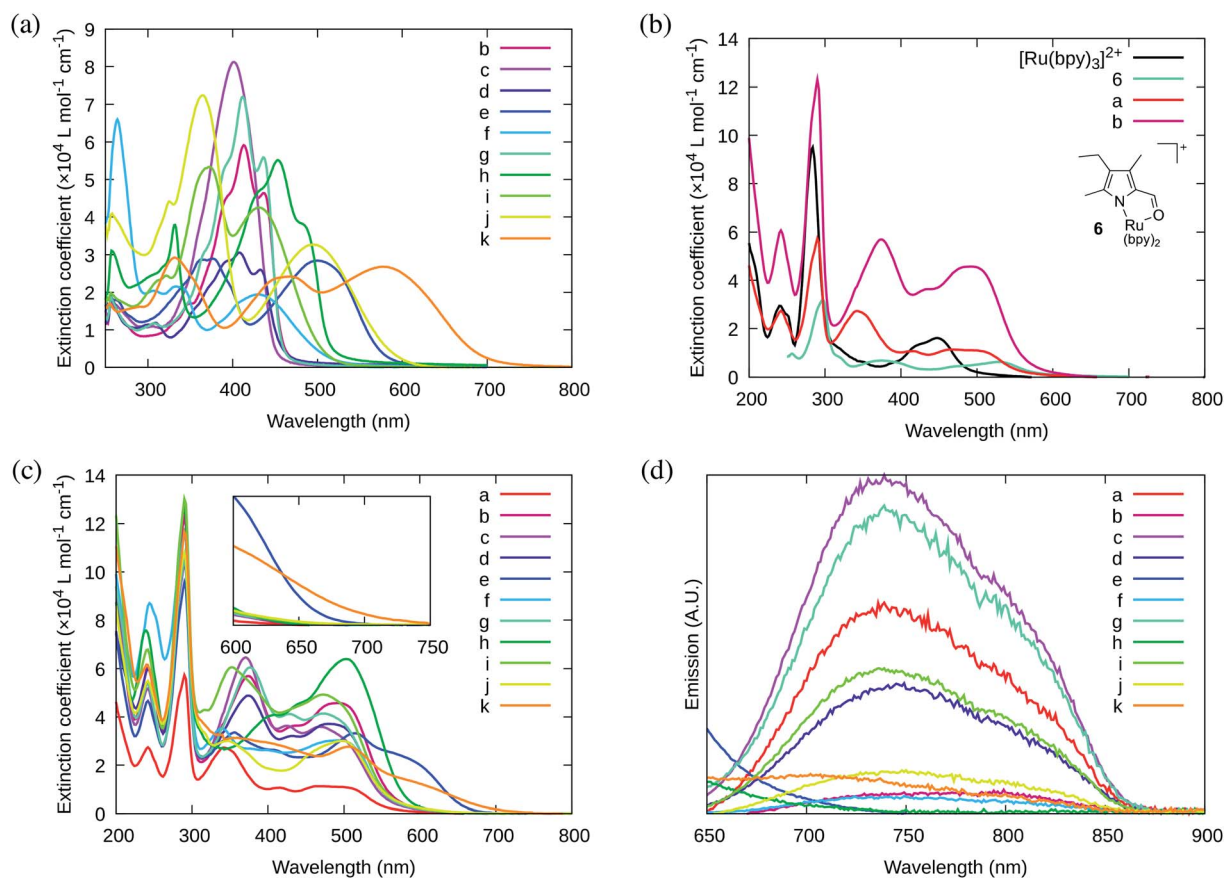 (a)
Extinction coefficient (×10⁴ L mol⁻¹ cm⁻¹)
9
8
7
6
5
4
3
2
1
0
300 400 500 600 700 800
Wavelength (nm)
b
c
d
e
f
g
h
i
j
k
(b)
Extinction coefficient (×10⁴ L mol⁻¹ cm⁻¹)
14
12
10
8
6
4
2
0
200 300 400 500 600 700 800
Wavelength (nm)
[Ru(bpy)₃]²⁺
6
a
b
+
N
O
Ru
(bpy)₂
6
(c)
Extinction coefficient (×10⁴ L mol⁻¹ cm⁻¹)
14
12
10
8
6
4
2
0
200 300 400 500 600 700 800
Wavelength (nm)
600 650 700 750
a
b
c
d
e
f
g
h
i
j
k
(d)
Emission (A.U.)
650 700 750 800 850 900
Wavelength (nm)
a
b
c
d
e
f
g
h
i
j
k